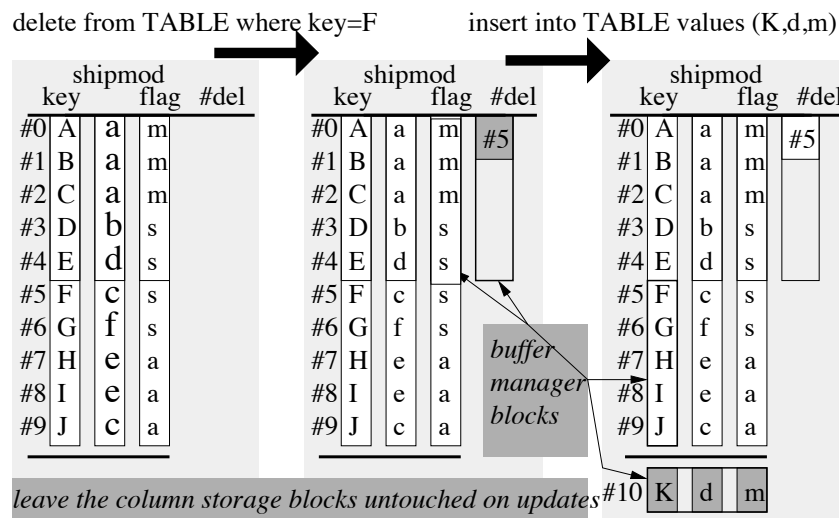 delete from TABLE where key=F
insert into TABLE values (K,d,m)
shipmod shipmod shipmod
key flag #del key flag #del key flag #del
#0 A a m #0 A a m #5 #0 A a m #5
#1 B a m #1 B a m #1 B a m
#2 C a m #2 C a m #2 C a m
#3 D b s #3 D b s #3 D b s
#4 E d s #4 E d s #4 E d s
#5 F c s #5 F c s #5 F c s
#6 G f s #6 G f s #6 G f s
#7 H e a #7 H e a #7 H e a
#8 I e a #8 I e a #8 I e a
#9 J c a #9 J c a #9 J c a
buffer
manager
blocks
leave the column storage blocks untouched on updates
#10 K d m